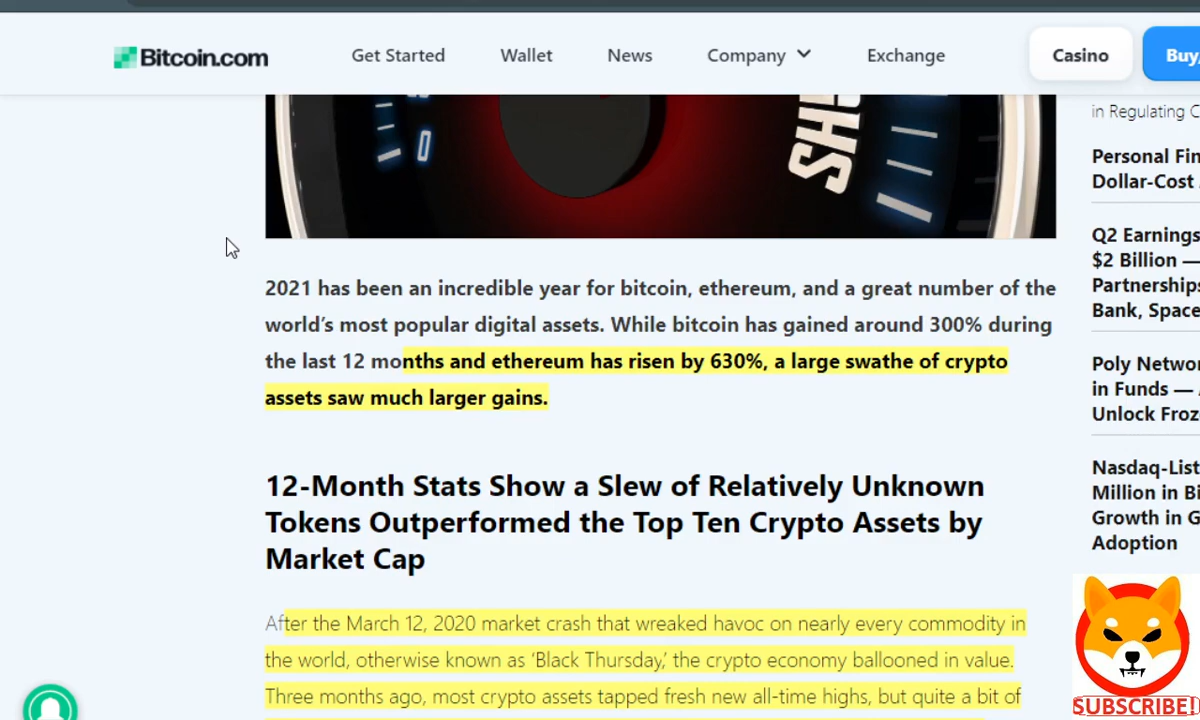 Bitcoin.com
Get Started
Wallet
News
Company
Exchange
Casino
Buy
0
SHI
2021 has been an incredible year for bitcoin, ethereum, and a great number of the
world’s most popular digital assets. While bitcoin has gained around 300% during
the last 12 months and ethereum has risen by 630%, a large swathe of crypto
assets saw much larger gains.
12-Month Stats Show a Slew of Relatively Unknown
Tokens Outperformed the Top Ten Crypto Assets by
Market Cap
After the March 12, 2020 market crash that wreaked havoc on nearly every commodity in
the world, otherwise known as ‘Black Thursday,’ the crypto economy ballooned in value.
Three months ago, most crypto assets tapped fresh new all-time highs, but quite a bit of
in Regulating C
Personal Fin
Dollar-Cost
Q2 Earnings
$2 Billion —
Partnerships
Bank, Space
Poly Networ
in Funds —
Unlock Froz
Nasdaq-List
Million in Bi
Growth in G
Adoption
SUBSCRIBE!